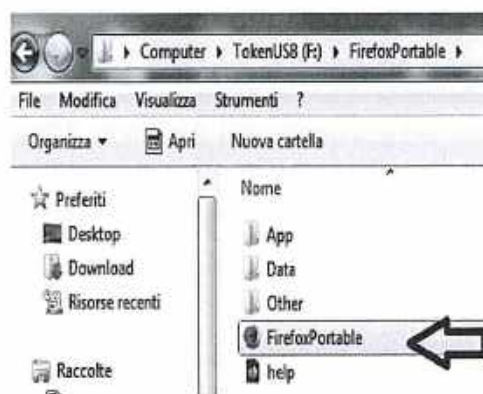 Computer ▸ TokenUSB (F:) ▸ FirefoxPortable ▸
File Modifica Visualizza Strumenti ?
Organizza ▾ Apri Nuova cartella
Preferiti
Desktop
Download
Risorse recenti
Raccolte
Nome
App
Data
Other
FirefoxPortable
help